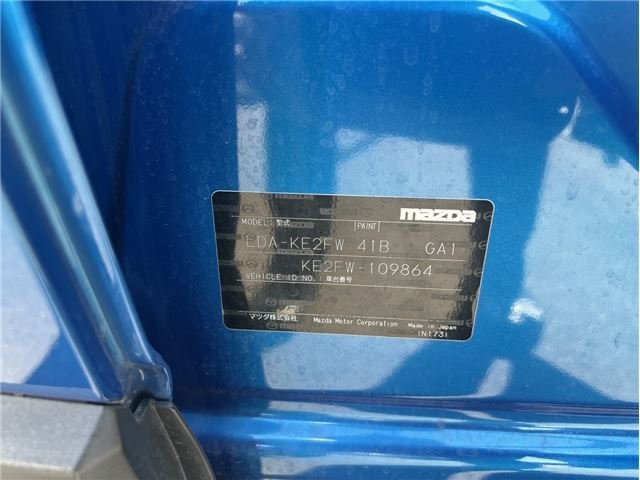 mazda
MODEL: 型式 PAINT
LDA-KE2FW 41B GA1
KE2FW-109864
VEHICLE ID NO.: 車台番号
マツダ株式会社 Mazda Motor Corporation Made in Japan
(N173)